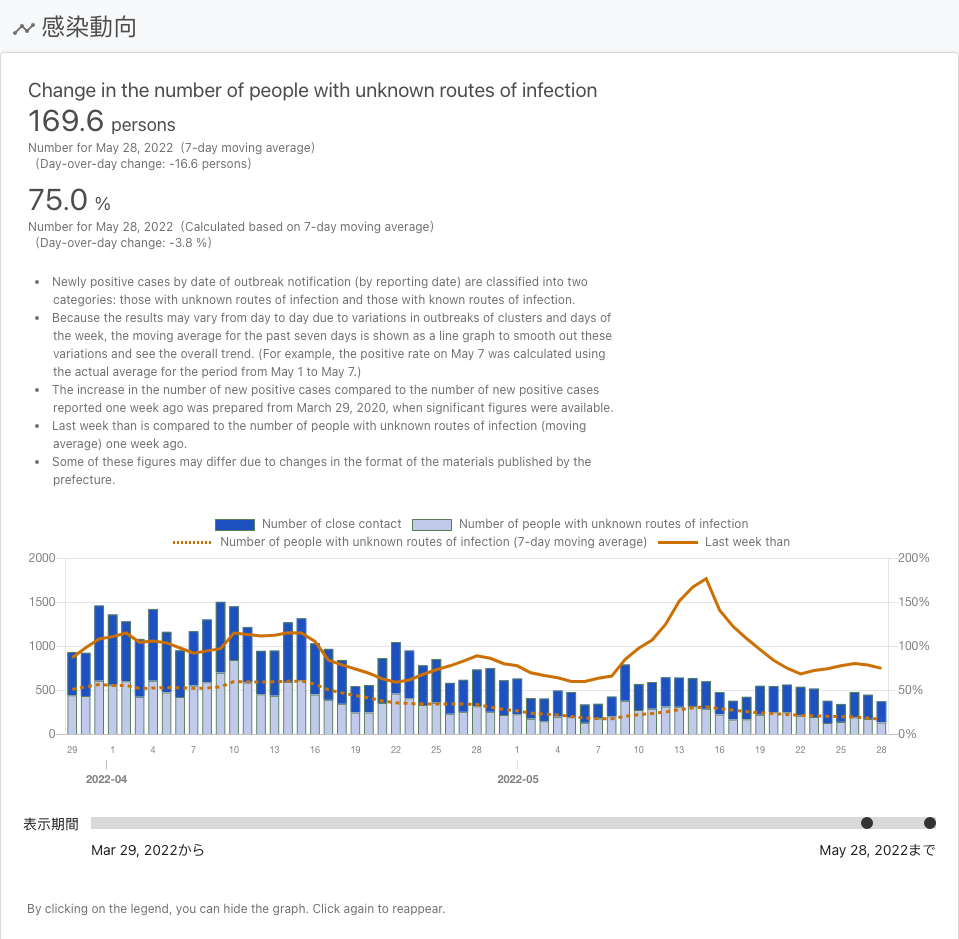 感染動向
Change in the number of people with unknown routes of infection
169.6 persons
Number for May 28, 2022 (7-day moving average)
(Day-over-day change: -16.6 persons)
75.0 %
Number for May 28, 2022 (Calculated based on 7-day moving average)
(Day-over-day change: -3.8 %)
• Newly positive cases by date of outbreak notification (by reporting date) are classified into two
categories: those with unknown routes of infection and those with known routes of infection.
• Because the results may vary from day to day due to variations in outbreaks of clusters and days of
the week, the moving average for the past seven days is shown as a line graph to smooth out these
variations and see the overall trend. (For example, the positive rate on May 7 was calculated using
the actual average for the period from May 1 to May 7.)
• The increase in the number of new positive cases compared to the number of new positive cases
reported one week ago was prepared from March 29, 2020, when significant figures were available.
• Last week than is compared to the number of people with unknown routes of infection (moving
average) one week ago.
• Some of these figures may differ due to changes in the format of the materials published by the
prefecture.
Number of close contact Number of people with unknown routes of infection
Number of people with unknown routes of infection (7-day moving average) Last week than
2000 200%
1500 150%
1000 100%
500 50%
0 0%
29 1 4 7 10 13 16 19 22 25 28 1 4 7 10 13 16 19 22 25 28
2022-04 2022-05
表示期間
Mar 29, 2022から May 28, 2022まで
By clicking on the legend, you can hide the graph. Click again to reappear.